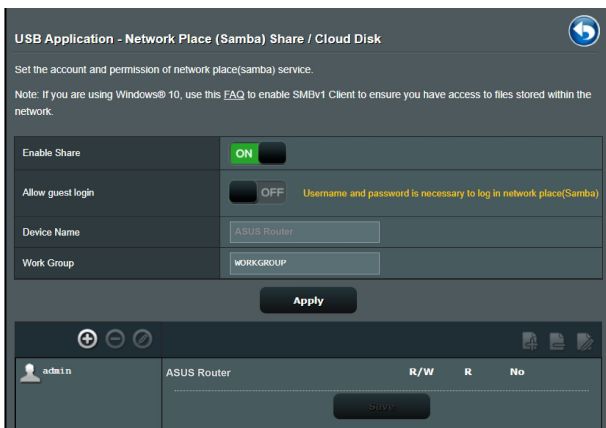 USB Application - Network Place (Samba) Share / Cloud Disk
Set the account and permission of network place(samba) service.
Note: If you are using Windows® 10, use this FAQ to enable SMBv1 Client to ensure you have access to files stored within the
network.
Enable Share ON
Allow guest login OFF Username and password is necessary to log in network place(Samba)
Device Name ASUS Router
Work Group WORKGROUP
Apply
admin ASUS Router R/W R No
Save